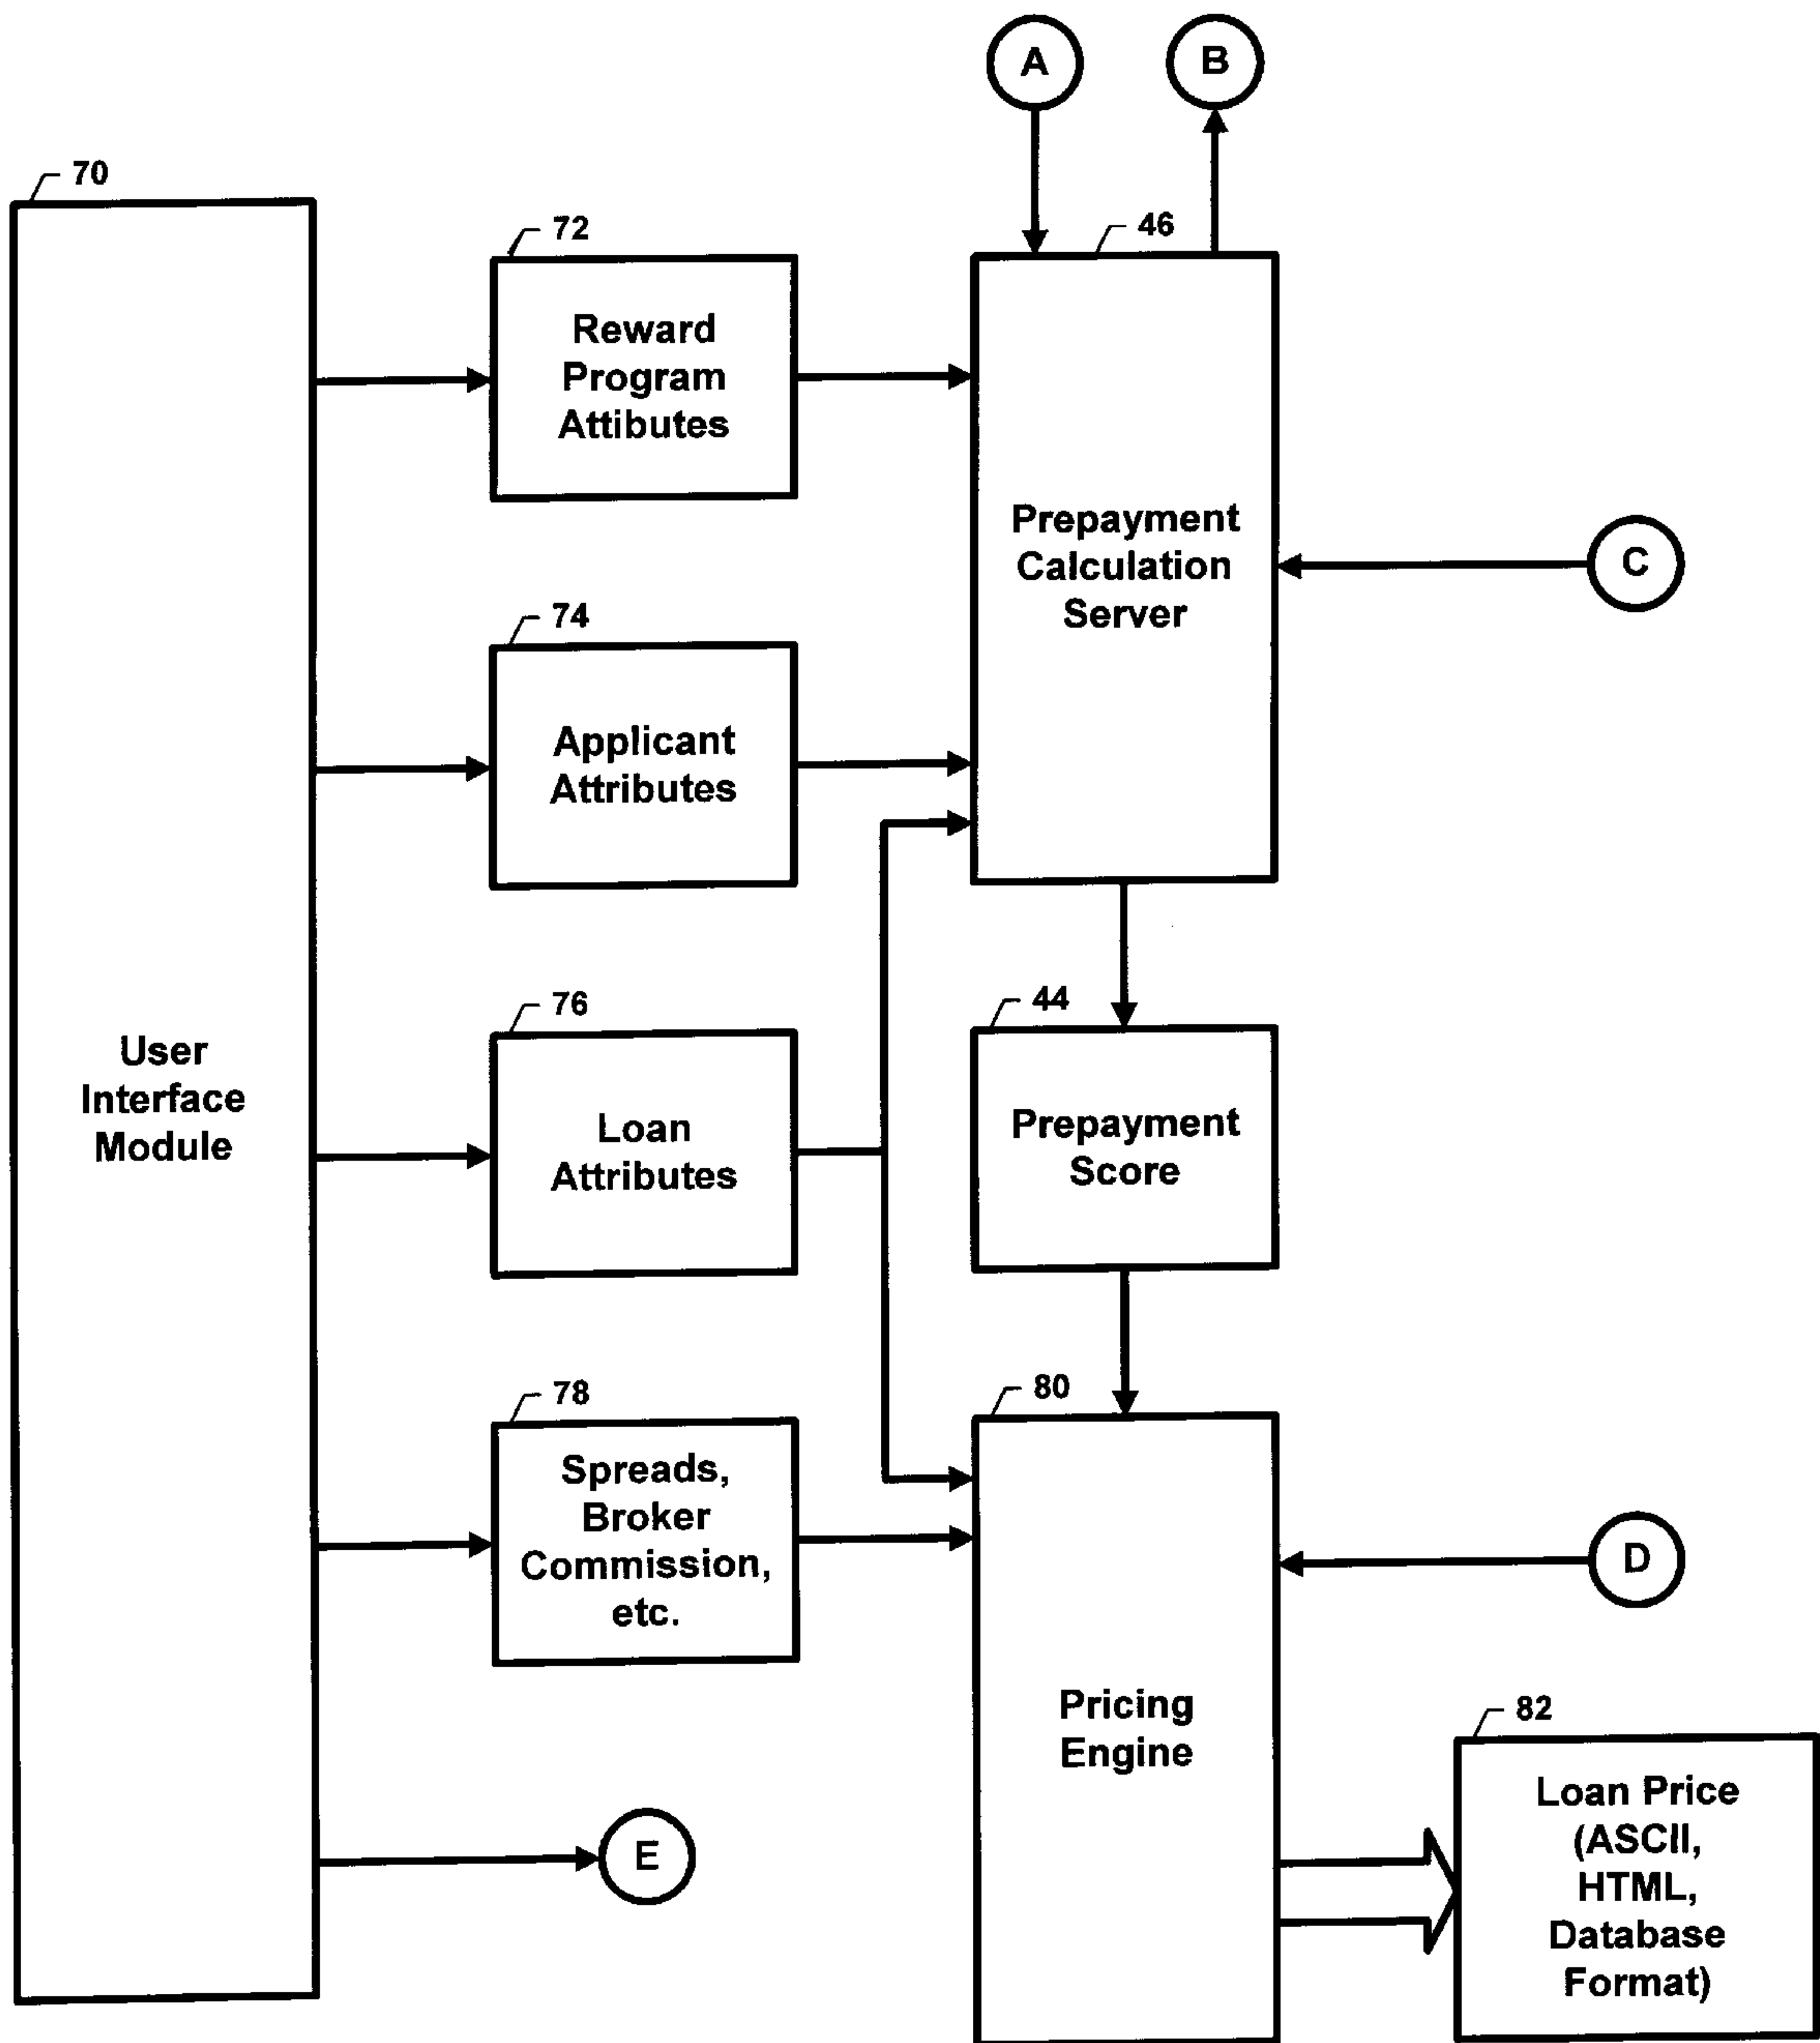 A
B
70
72
46
Reward
Program
Attibutes
Prepayment
Calculation
Server
C
74
Applicant
Attributes
User
Interface
Module
76
Loan
Attributes
44
Prepayment
Score
78
Spreads,
Broker
Commission,
etc.
80
Pricing
Engine
D
82
Loan Price
(ASCII,
HTML,
Database
Format)
E